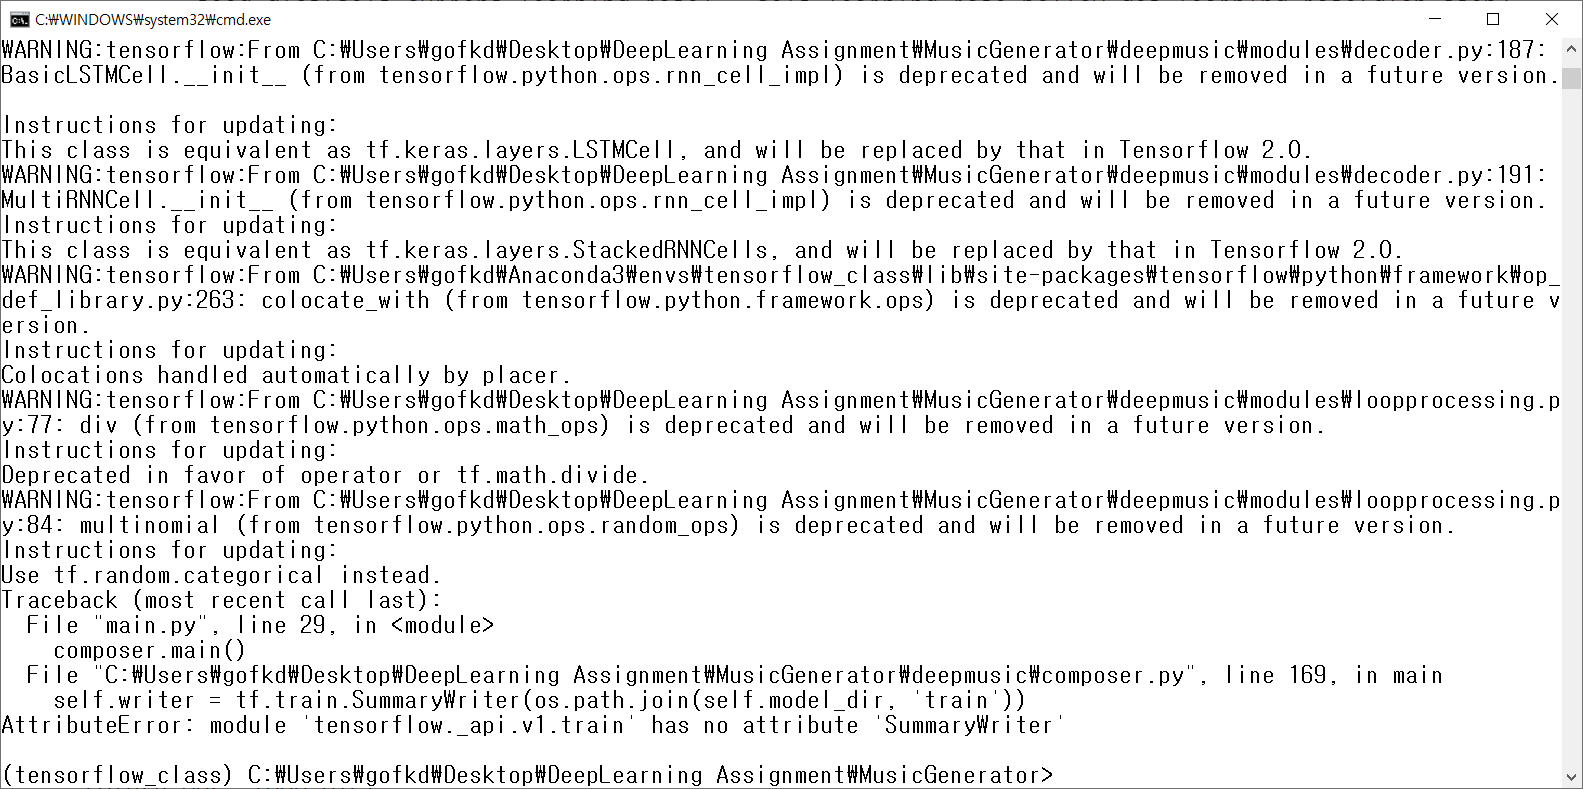 C:₩WINDOWS₩system32₩cmd.exe
WARNING:tensorflow:From C:₩Users₩gofkd₩Desktop₩DeepLearning Assignment₩MusicGenerator₩deepmusic₩modules₩decoder.py:187:
BasicLSTMCell.__init__ (from tensorflow.python.ops.rnn_cell_impl) is deprecated and will be removed in a future version.
Instructions for updating:
This class is equivalent as tf.keras.layers.LSTMCell, and will be replaced by that in Tensorflow 2.0.
WARNING:tensorflow:From C:₩Users₩gofkd₩Desktop₩DeepLearning Assignment₩MusicGenerator₩deepmusic₩modules₩decoder.py:191:
MultiRNNCell.__init__ (from tensorflow.python.ops.rnn_cell_impl) is deprecated and will be removed in a future version.
Instructions for updating:
This class is equivalent as tf.keras.layers.StackedRNNCells, and will be replaced by that in Tensorflow 2.0.
WARNING:tensorflow:From C:₩Users₩gofkd₩Anaconda3₩envs₩tensorflow_class₩lib₩site-packages₩tensorflow₩python₩framework₩op_
def_library.py:263: colocate_with (from tensorflow.python.framework.ops) is deprecated and will be removed in a future v
ersion.
Instructions for updating:
Colocations handled automatically by placer.
WARNING:tensorflow:From C:₩Users₩gofkd₩Desktop₩DeepLearning Assignment₩MusicGenerator₩deepmusic₩modules₩loopprocessing.p
y:77: div (from tensorflow.python.ops.math_ops) is deprecated and will be removed in a future version.
Instructions for updating:
Deprecated in favor of operator or tf.math.divide.
WARNING:tensorflow:From C:₩Users₩gofkd₩Desktop₩DeepLearning Assignment₩MusicGenerator₩deepmusic₩modules₩loopprocessing.p
y:84: multinomial (from tensorflow.python.ops.random_ops) is deprecated and will be removed in a future version.
Instructions for updating:
Use tf.random.categorical instead.
Traceback (most recent call last):
  File "main.py", line 29, in <module>
    composer.main()
  File "C:₩Users₩gofkd₩Desktop₩DeepLearning Assignment₩MusicGenerator₩deepmusic₩composer.py", line 169, in main
    self.writer = tf.train.SummaryWriter(os.path.join(self.model_dir, 'train'))
AttributeError: module 'tensorflow._api.v1.train' has no attribute 'SummaryWriter'
(tensorflow_class) C:₩Users₩gofkd₩Desktop₩DeepLearning Assignment₩MusicGenerator>